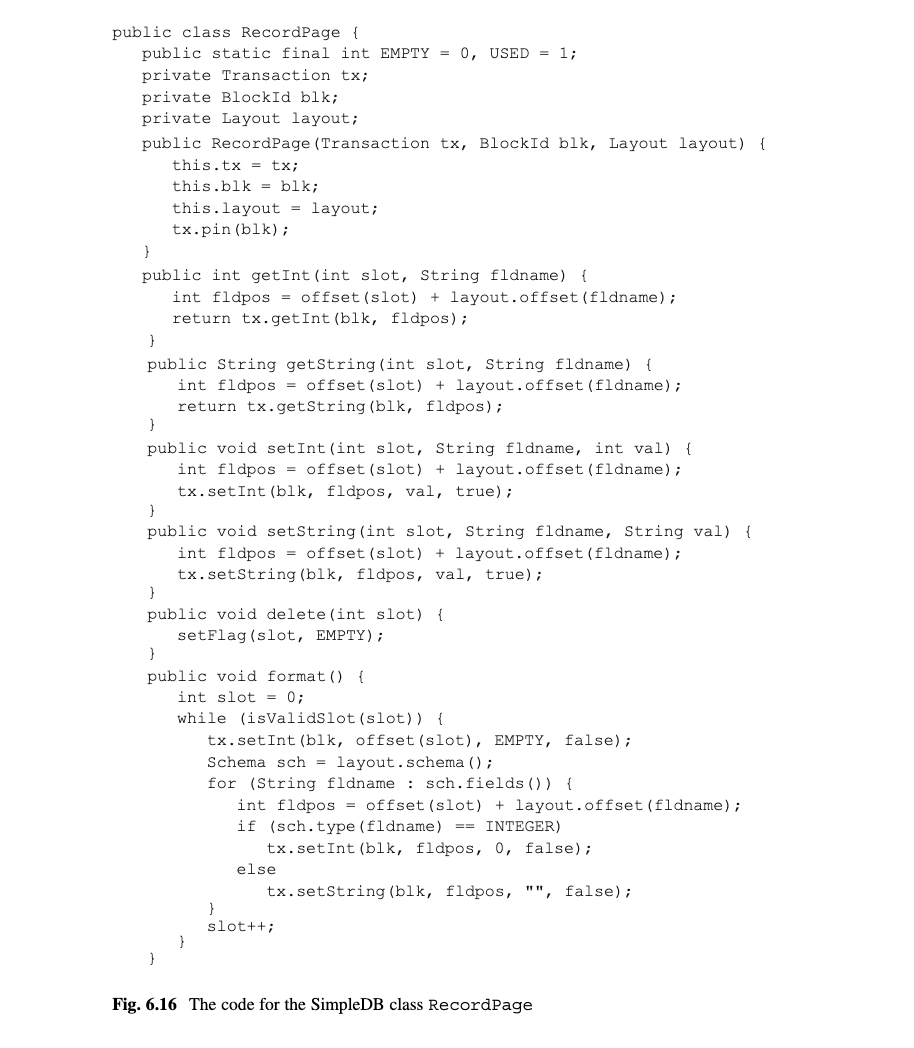 public class RecordPage {
   public static final int EMPTY = 0, USED = 1;
   private Transaction tx;
   private BlockId blk;
   private Layout layout;
   public RecordPage(Transaction tx, BlockId blk, Layout layout) {
      this.tx = tx;
      this.blk = blk;
      this.layout = layout;
      tx.pin(blk);
   }
   public int getInt(int slot, String fldname) {
      int fldpos = offset(slot) + layout.offset(fldname);
      return tx.getInt(blk, fldpos);
   }
   public String getString(int slot, String fldname) {
      int fldpos = offset(slot) + layout.offset(fldname);
      return tx.getString(blk, fldpos);
   }
   public void setInt(int slot, String fldname, int val) {
      int fldpos = offset(slot) + layout.offset(fldname);
      tx.setInt(blk, fldpos, val, true);
   }
   public void setString(int slot, String fldname, String val) {
      int fldpos = offset(slot) + layout.offset(fldname);
      tx.setString(blk, fldpos, val, true);
   }
   public void delete(int slot) {
      setFlag(slot, EMPTY);
   }
   public void format() {
      int slot = 0;
      while (isValidSlot(slot)) {
         tx.setInt(blk, offset(slot), EMPTY, false);
         Schema sch = layout.schema();
         for (String fldname : sch.fields()) {
            int fldpos = offset(slot) + layout.offset(fldname);
            if (sch.type(fldname) == INTEGER)
               tx.setInt(blk, fldpos, 0, false);
            else
               tx.setString(blk, fldpos, "", false);
         }
         slot++;
      }
   }
Fig. 6.16 The code for the SimpleDB class RecordPage